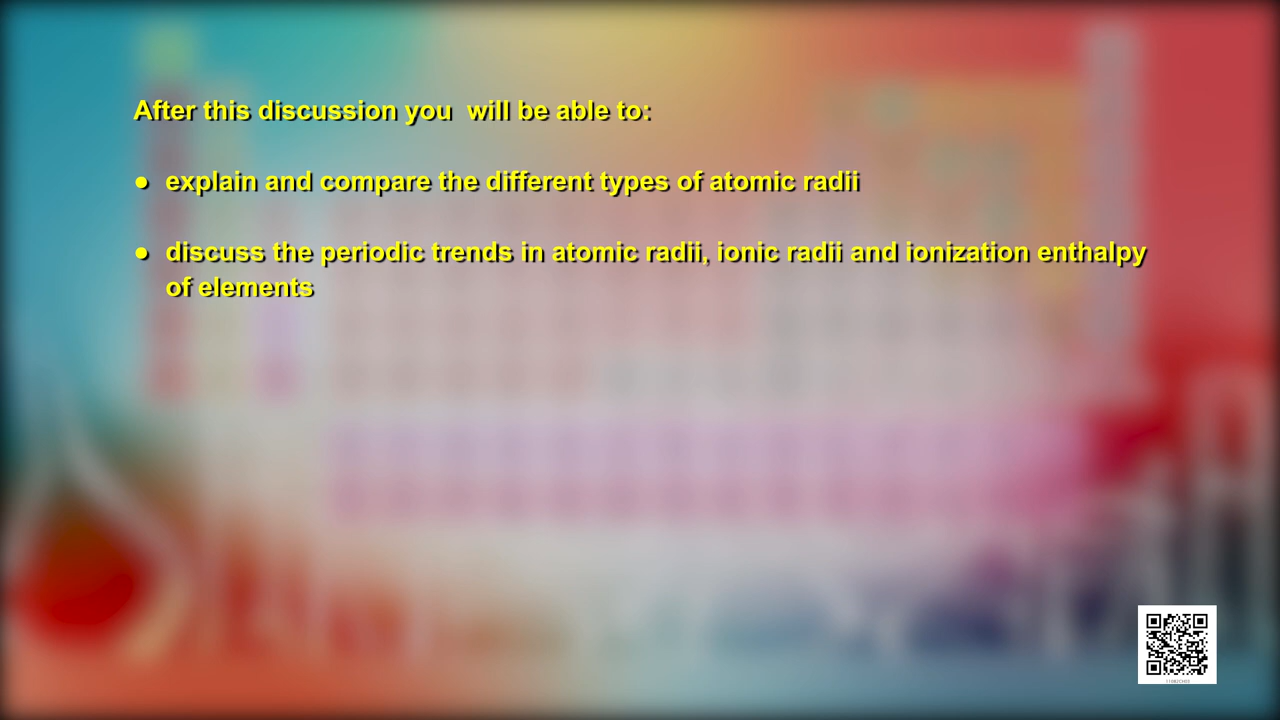 After this discussion you  will be able to:
● explain and compare the different types of atomic radii
● discuss the periodic trends in atomic radii, ionic radii and ionization enthalpy
of elements